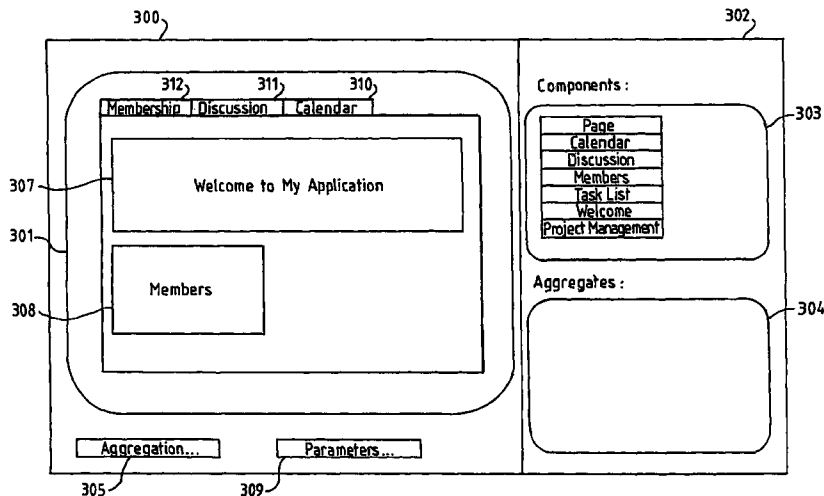 300
302
312 311 310
Components :
Membership Discussion Calendar
303
Page
Calendar
307
Welcome to My Application
Discussion
Members
Task List
Welcome
301
Project Management
Aggregates :
Members
308
304
Aggregation...
Parameters...
305
309